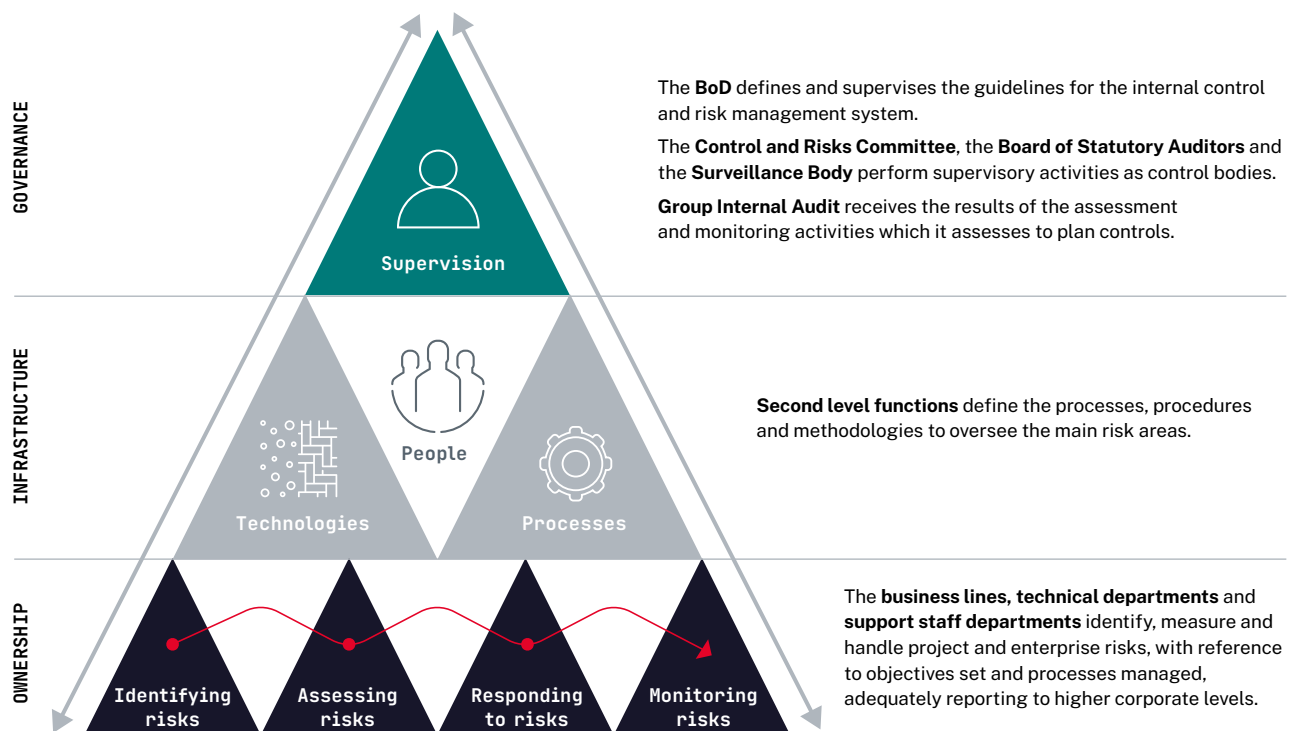 GOVERNANCE
The BoD defines and supervises the guidelines for the internal control
and risk management system.
The Control and Risks Committee, the Board of Statutory Auditors and
the Surveillance Body perform supervisory activities as control bodies.
Group Internal Audit receives the results of the assessment
and monitoring activities which it assesses to plan controls.
Supervision
INFRASTRUCTURE
People
Technologies
Processes
Second level functions define the processes, procedures
and methodologies to oversee the main risk areas.
OWNERSHIP
Identifying
risks
Assessing
risks
Responding
to risks
Monitoring
risks
The business lines, technical departments and
support staff departments identify, measure and
handle project and enterprise risks, with reference
to objectives set and processes managed,
adequately reporting to higher corporate levels.